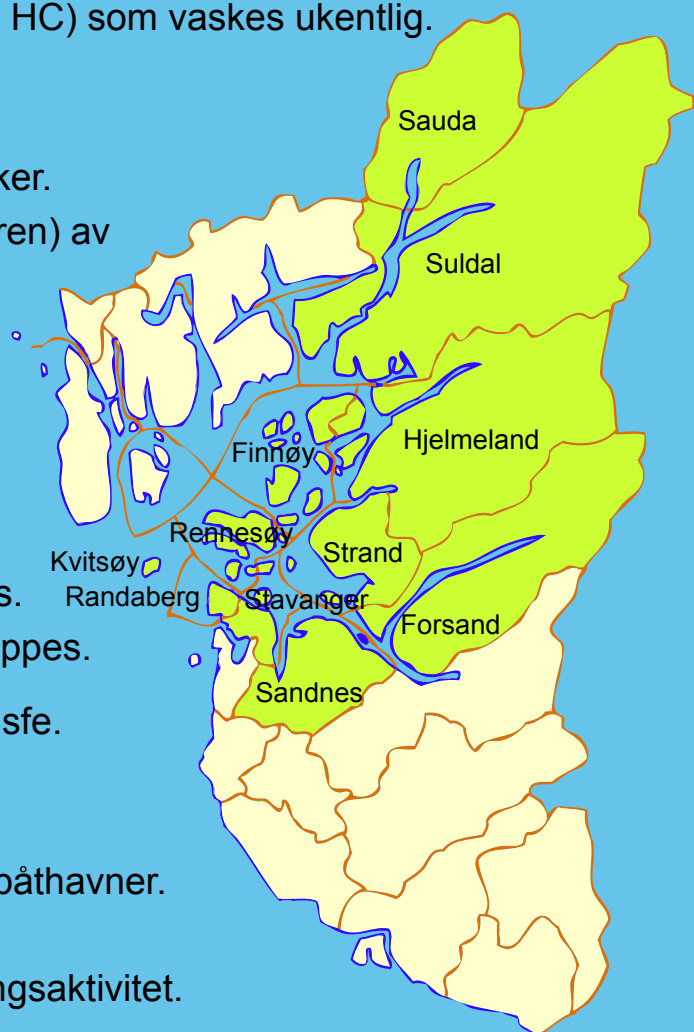 HC) som vaskes ukentlig.
Sauda
ker.
ren) av
Suldal
Hjelmeland
Finnøy
Rennesøy
Strand
Kvitsøy
s.
Randaberg
Stavanger
Forsand
ppes.
Sandnes
sfe.
båthavner.
ngsaktivitet.